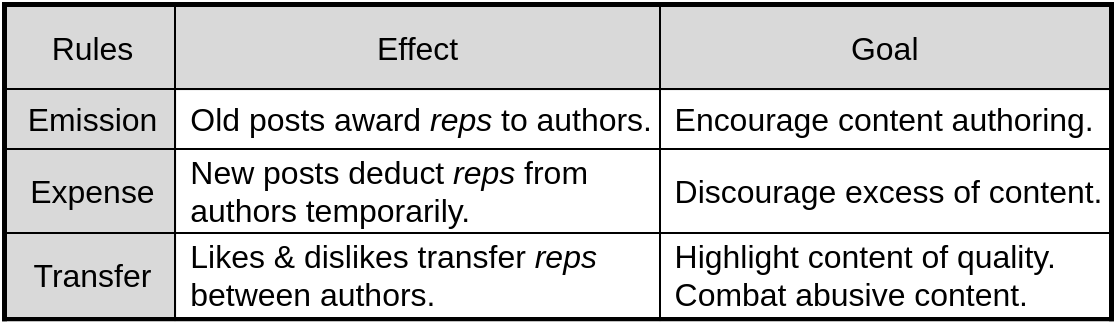 Rules Effect Goal
Emission Old posts award reps to authors. Encourage content authoring.
Expense New posts deduct reps from
authors temporarily. Discourage excess of content.
Transfer Likes & dislikes transfer reps
between authors. Highlight content of quality.
Combat abusive content.